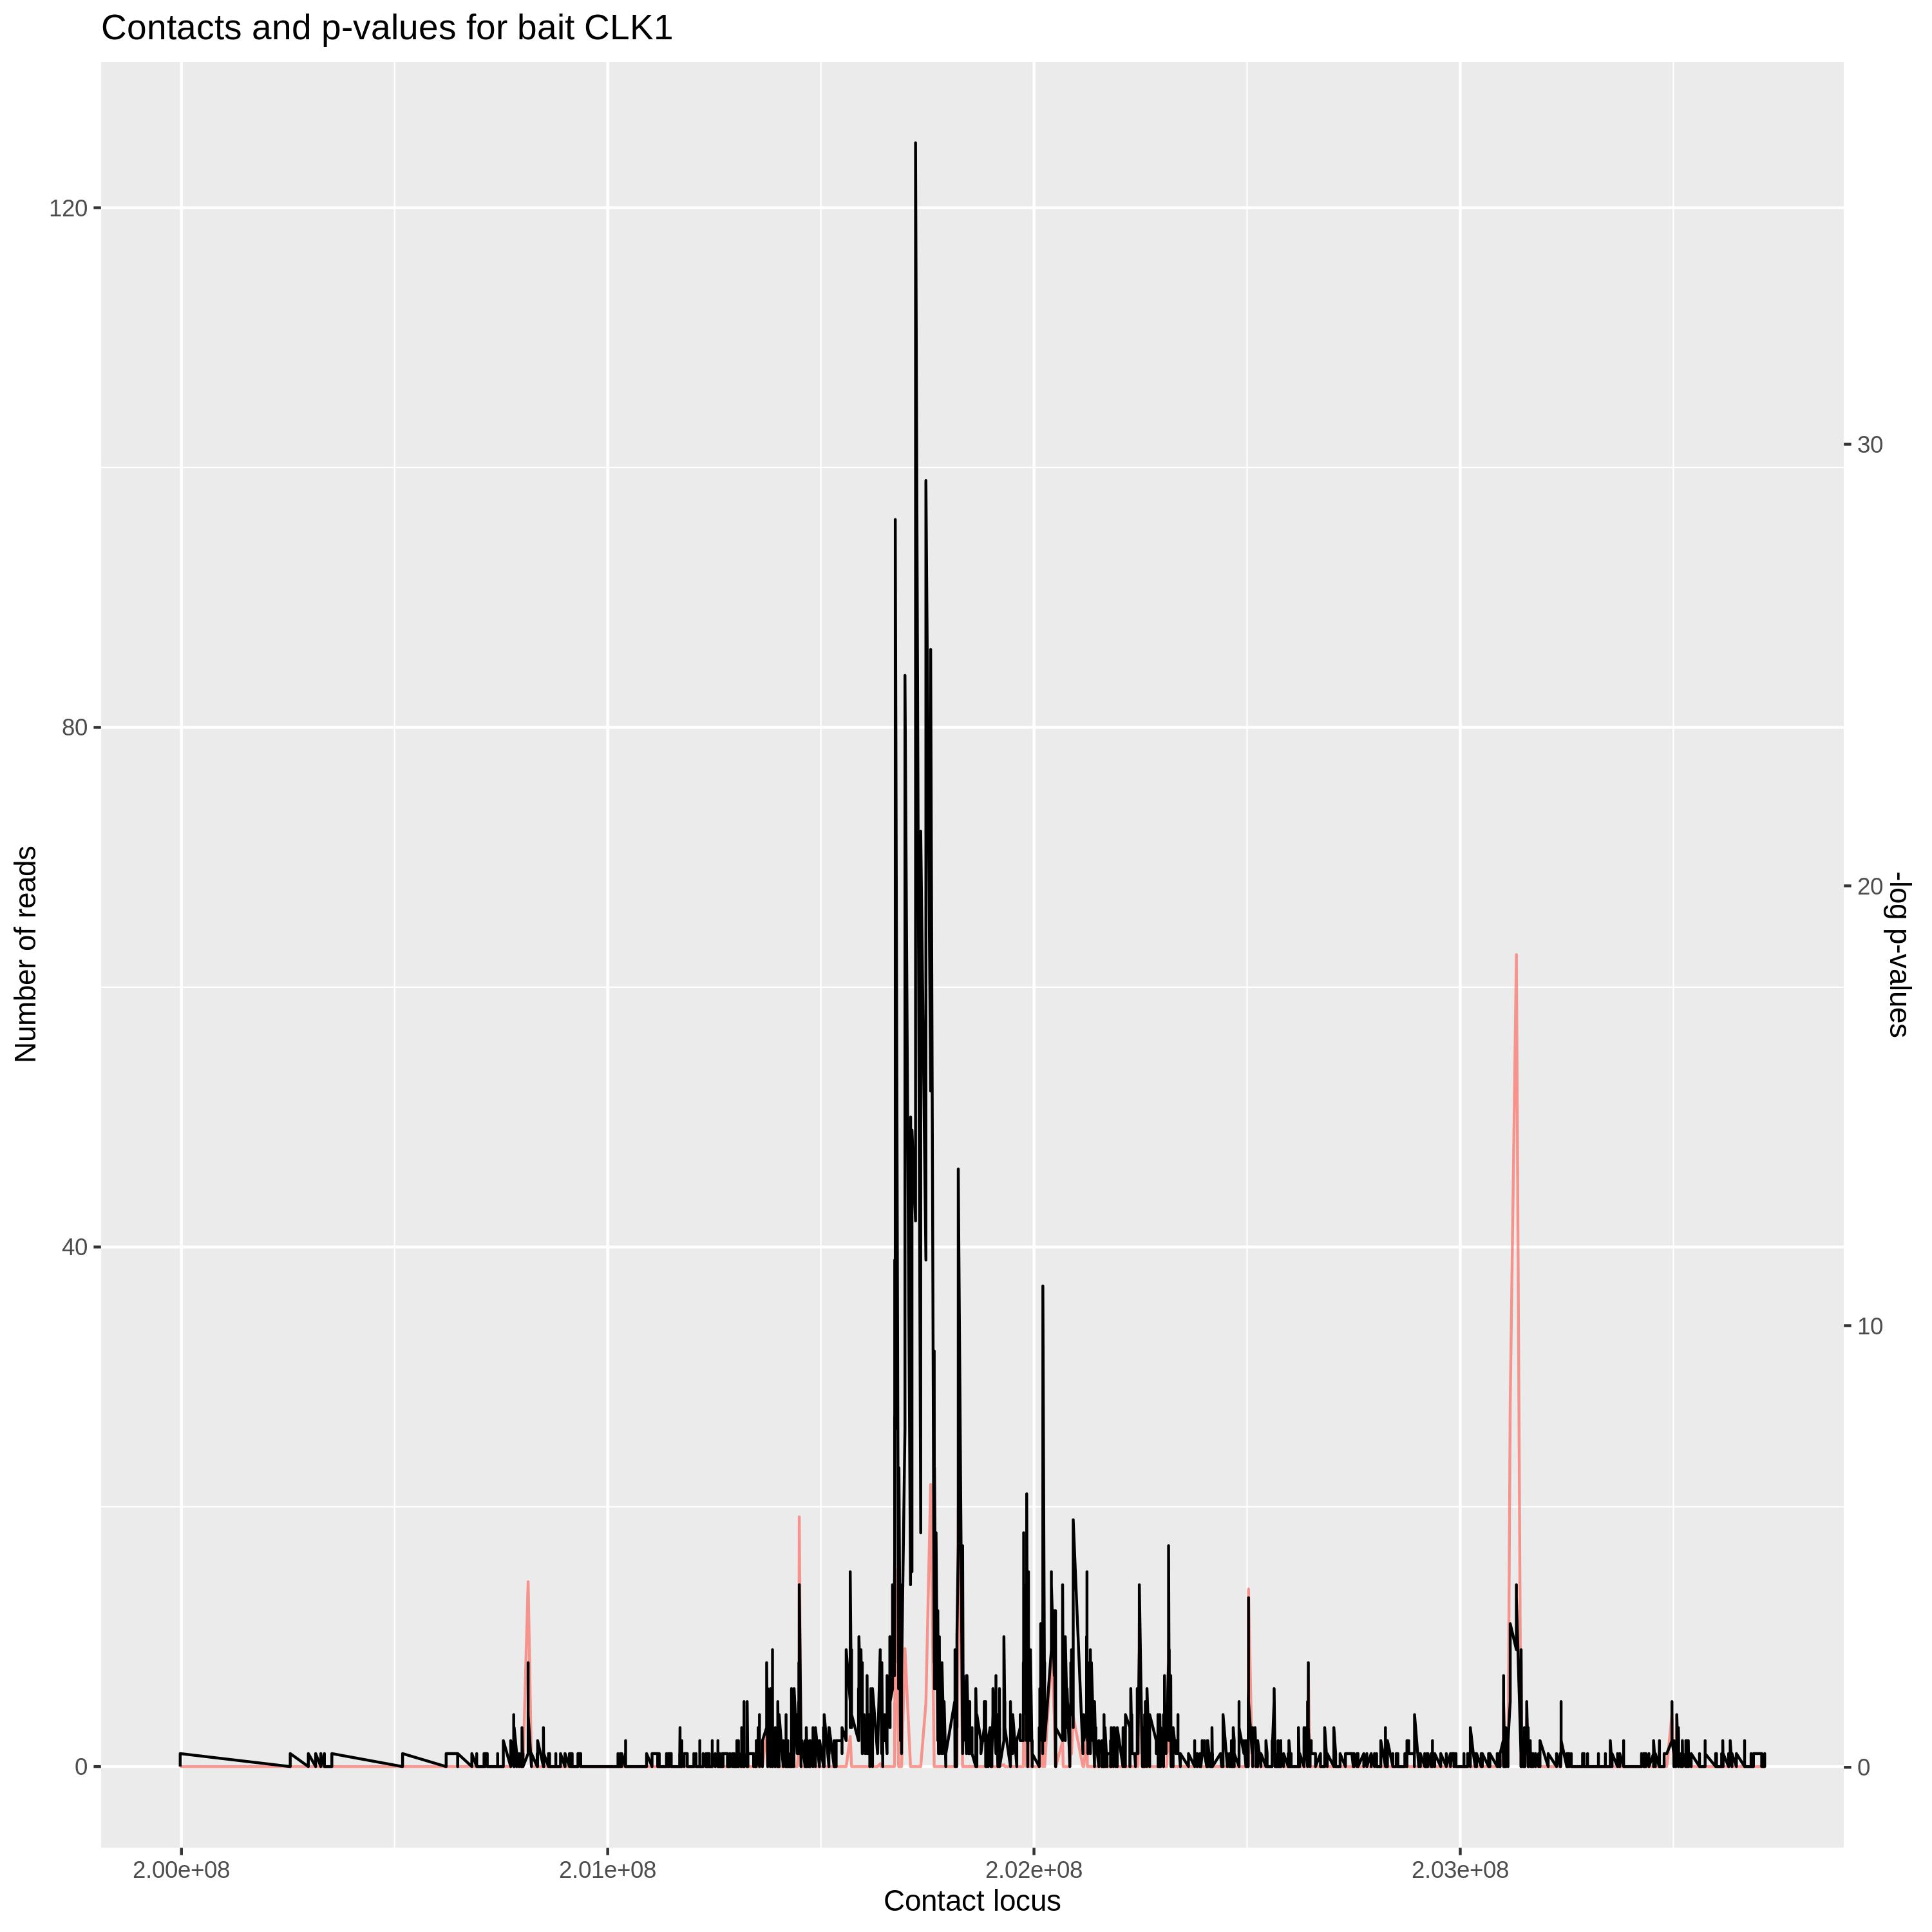 Contacts and p-values for bait CLK1
120
80
40
0
Number of reads
30
20
10
0
-log p-values
2.00e+08
2.01e+08
2.02e+08
2.03e+08
Contact locus